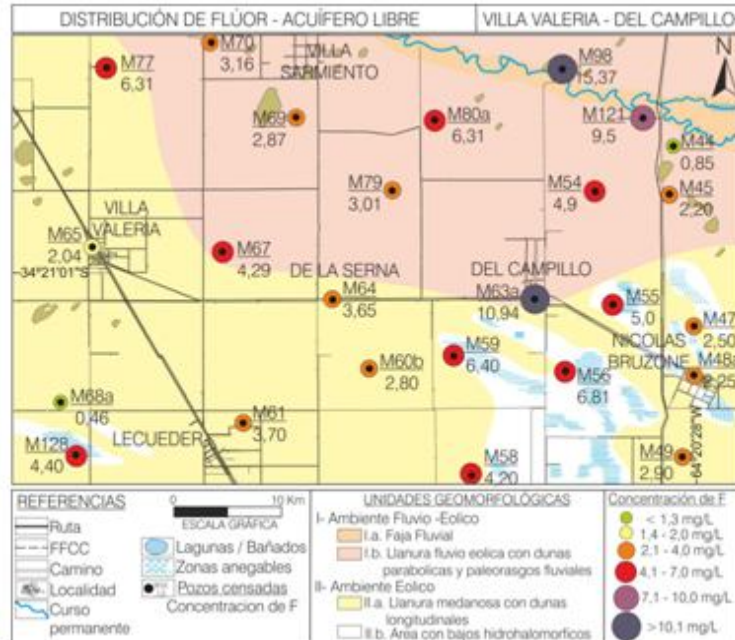 DISTRIBUCIÓN DE FLÚOR - ACUÍFERO LIBRE
VILLA VALERIA - DEL CAMPILLO
M77
6,31
M70
3,16
VILLA
SARMIENTO
M98
15,37
N
M69
2,87
M80a
6,31
M121
9,5
M44
0,85
M79
3,01
M54
4,9
M45
2,20
VILLA
VALERIA
M65
2,04
-34°21'01"S
M67
4,29
DE LA SERNA
M64
3,65
DEL CAMPILLO
M63a
10,94
M55
5,0
M47
2,50
NICOLAS
BRUZONE
M59
6,40
M60b
2,80
M56
6,81
M48a
2,25
M68a
0,46
M61
3,70
LECUEDER
M128
4,40
M58
4,20
M49
2,90
-64°20'28"W
REFERENCIAS
Ruta
FFCC
Camino
Localidad
Curso
permanente
0 10 Km
ESCALA GRÁFICA
Lagunas / Bañados
Zonas anegables
Pozos censadas
Concentracion de F
UNIDADES GEOMORFOLÓGICAS
I- Ambiente Fluvio -Eolico
I.a. Faja Fluvial
I.b. Llanura fluvio eolica con dunas
parabolicas y paleorasgos fluviales
II- Ambiente Eolico
II.a. Llanura medanosa con dunas
longitudinales
II.b. Area con bajos hidrohalomorficos
Concentración de F
< 1,3 mg/L
1,4 - 2,0 mg/L
2,1 - 4,0 mg/L
4,1 - 7,0 mg/L
7,1 - 10,0 mg/L
>10,1 mg/L